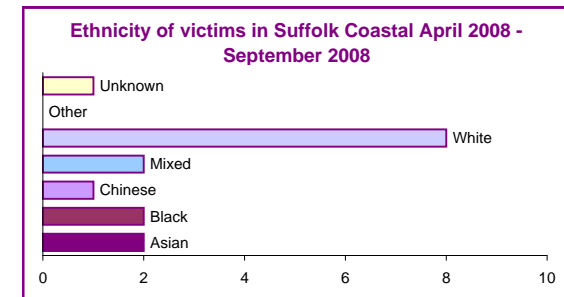 Ethnicity of victims in Suffolk Coastal April 2008 -
September 2008
Unknown
Other
White
Mixed
Chinese
Black
Asian
0 2 4 6 8 10